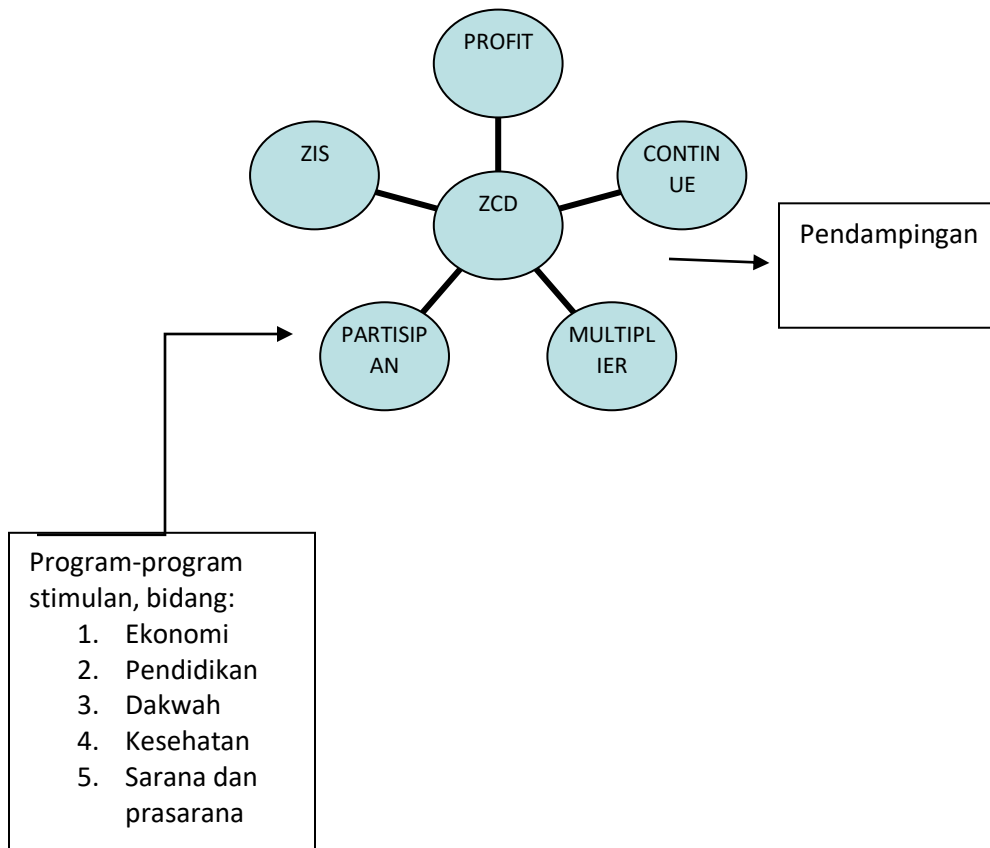 PROFIT
ZIS
CONTIN
UE
ZCD
Pendampingan
PARTISIP
AN
MULTIPL
IER
Program-program
stimulan, bidang:
1. Ekonomi
2. Pendidikan
3. Dakwah
4. Kesehatan
5. Sarana dan
prasarana